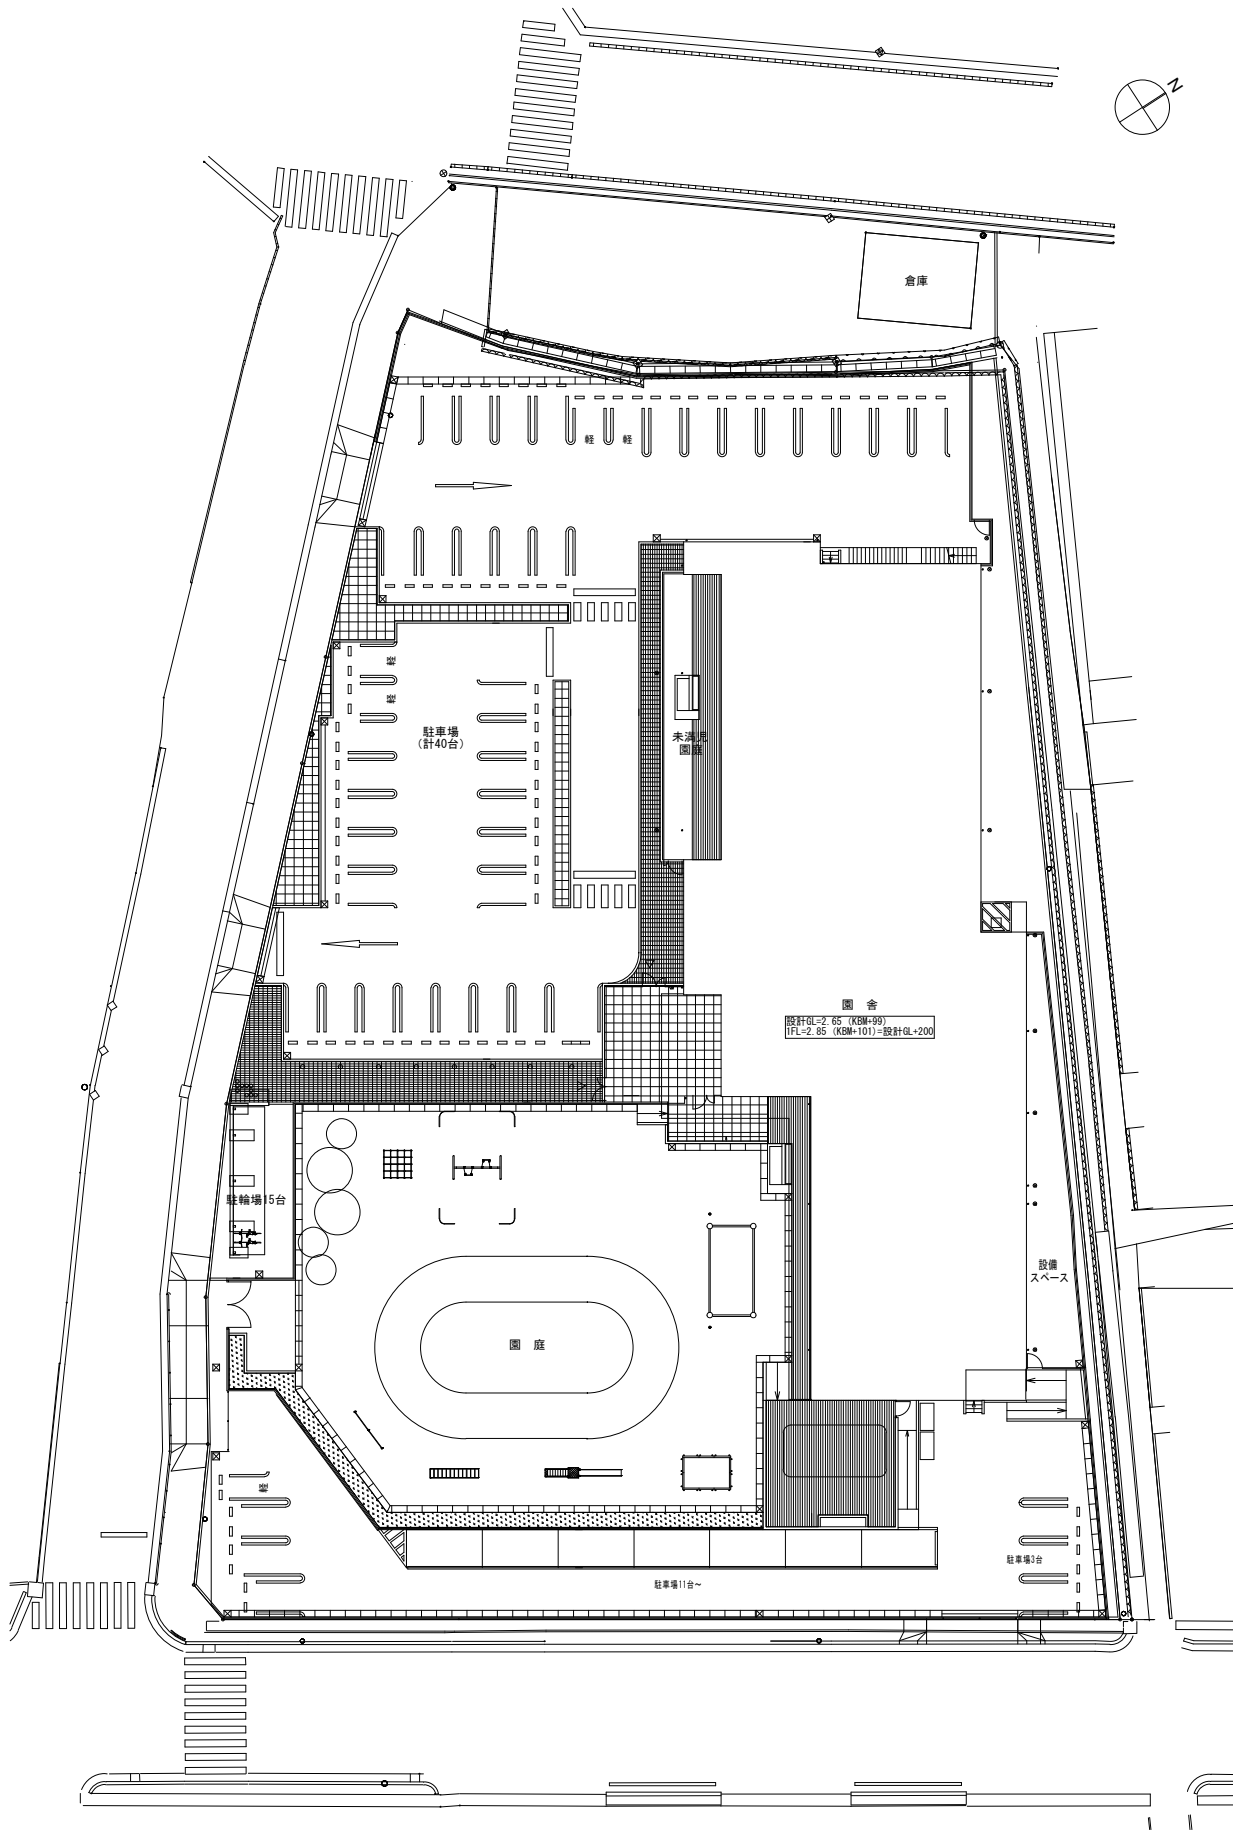 N
倉庫
軽
軽
軽
軽
駐車場
(計40台)
未満児
園庭
園 舎
設計GL=2.65 (KBM+99)
1FL=2.85 (KBM+101)=設計GL+200
駐輪場15台
設備
スペース
園 庭
軽
駐車場3台
駐車場11台~